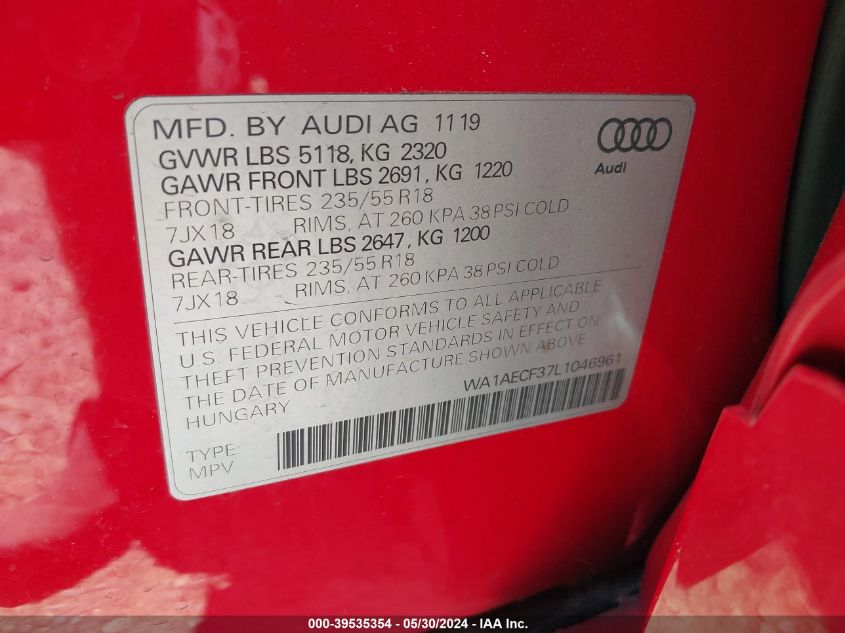 MFD. BY AUDI AG 11 19
GVWR LBS 5118, KG 2320
GAWR FRONT LBS 2691, KG 1220
FRONT-TIRES 235/55 R18
7JX18 RIMS, AT 260 KPA 38 PSI COLD
GAWR REAR LBS 2647, KG 1200
REAR-TIRES 235/55 R18
7JX18 RIMS, AT 260 KPA 38 PSI COLD
Audi
THIS VEHICLE CONFORMS TO ALL APPLICABLE
U.S. FEDERAL MOTOR VEHICLE SAFETY AND
THEFT PREVENTION STANDARDS IN EFFECT ON
THE DATE OF MANUFACTURE SHOWN ABOVE
HUNGARY
WA1AECF37L1046961
TYPE:
MPV
000-39535354 - 05/30/2024 - WA1A Inc.